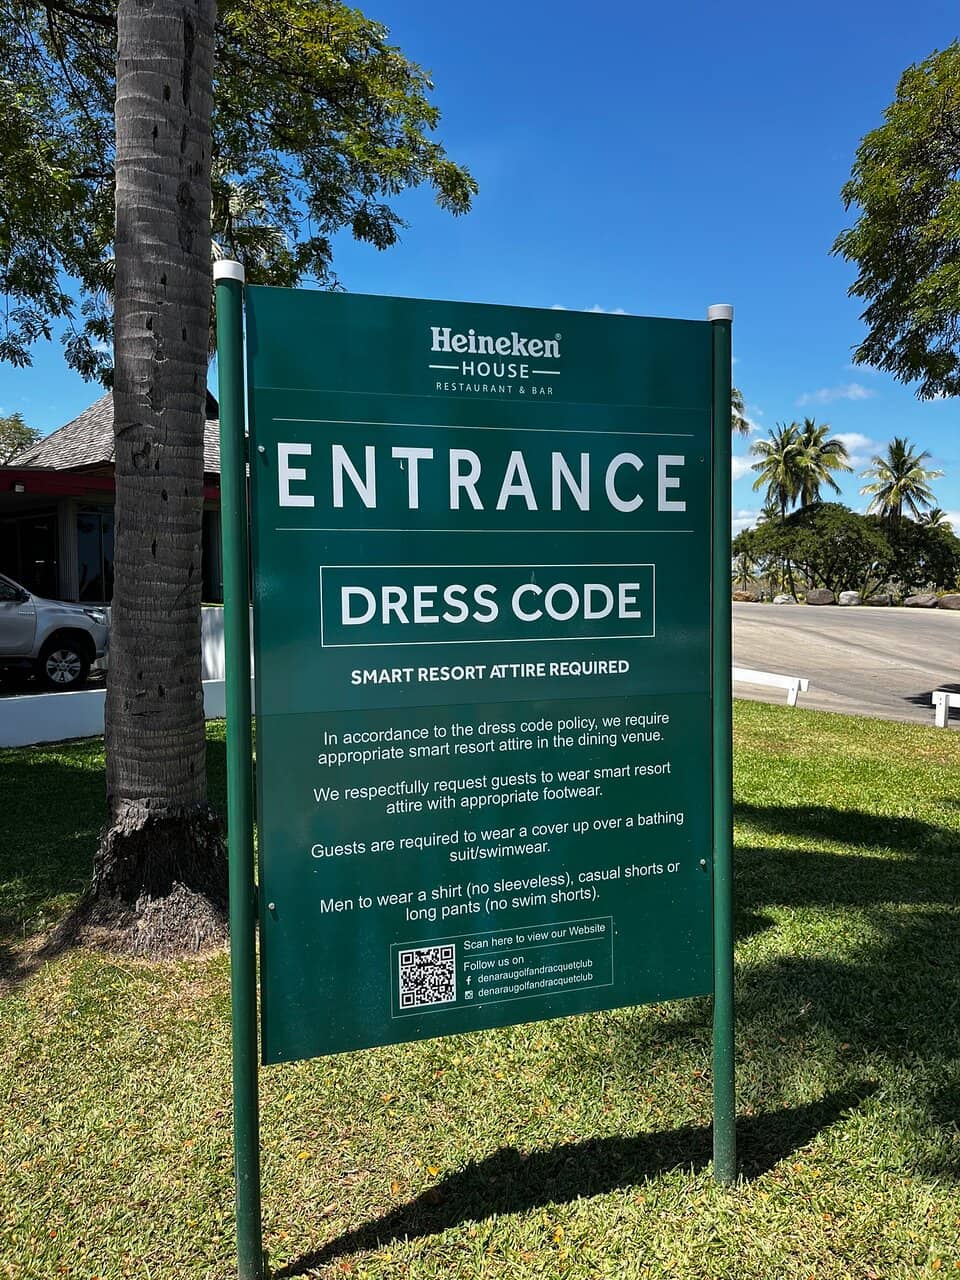 Heineken®
HOUSE
RESTAURANT & BAR
ENTRANCE
DRESS CODE
SMART RESORT ATTIRE REQUIRED
In accordance to the dress code policy, we require
appropriate smart resort attire in the dining venue.
We respectfully request guests to wear smart resort
attire with appropriate footwear.
Guests are required to wear a cover up over a bathing
suit/swimwear.
Men to wear a shirt (no sleeveless), casual shorts or
long pants (no swim shorts).
Scan here to view our Website
Follow us on
denaraugolfandracquetclub
denaraugolfandracquetclub